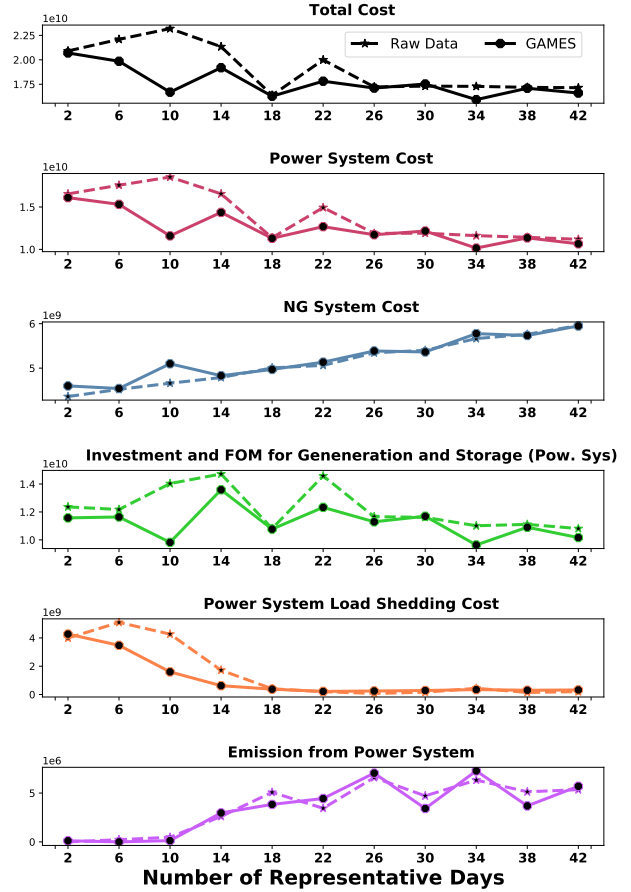 Total Cost
1e10
2.25
2.00
1.75
Raw Data GAMES
2 6 10 14 18 22 26 30 34 38 42
Power System Cost
1e10
1.5
1.0
2 6 10 14 18 22 26 30 34 38 42
NG System Cost
1e9
6
5
2 6 10 14 18 22 26 30 34 38 42
Investment and FOM for Geneneration and Storage (Pow. Sys)
1e10
1.4
1.2
1.0
2 6 10 14 18 22 26 30 34 38 42
Power System Load Shedding Cost
1e9
4
2
0
2 6 10 14 18 22 26 30 34 38 42
Emission from Power System
1e6
5
0
2 6 10 14 18 22 26 30 34 38 42
Number of Representative Days